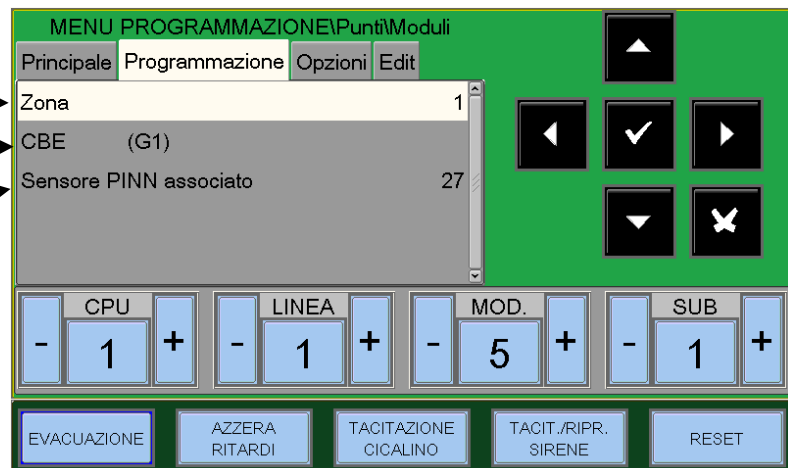 MENU PROGRAMMAZIONE\Punti\Moduli
Principale Programmazione Opzioni Edit
Zona 1
CBE (G1)
Sensore PINN associato 27
CPU LINEA MOD. SUB
- 1 + - 1 + - 5 + - 1 +
EVACUAZIONE AZZERA RITARDI TACITAZIONE CICALINO TACIT./RIPR. SIRENE RESET